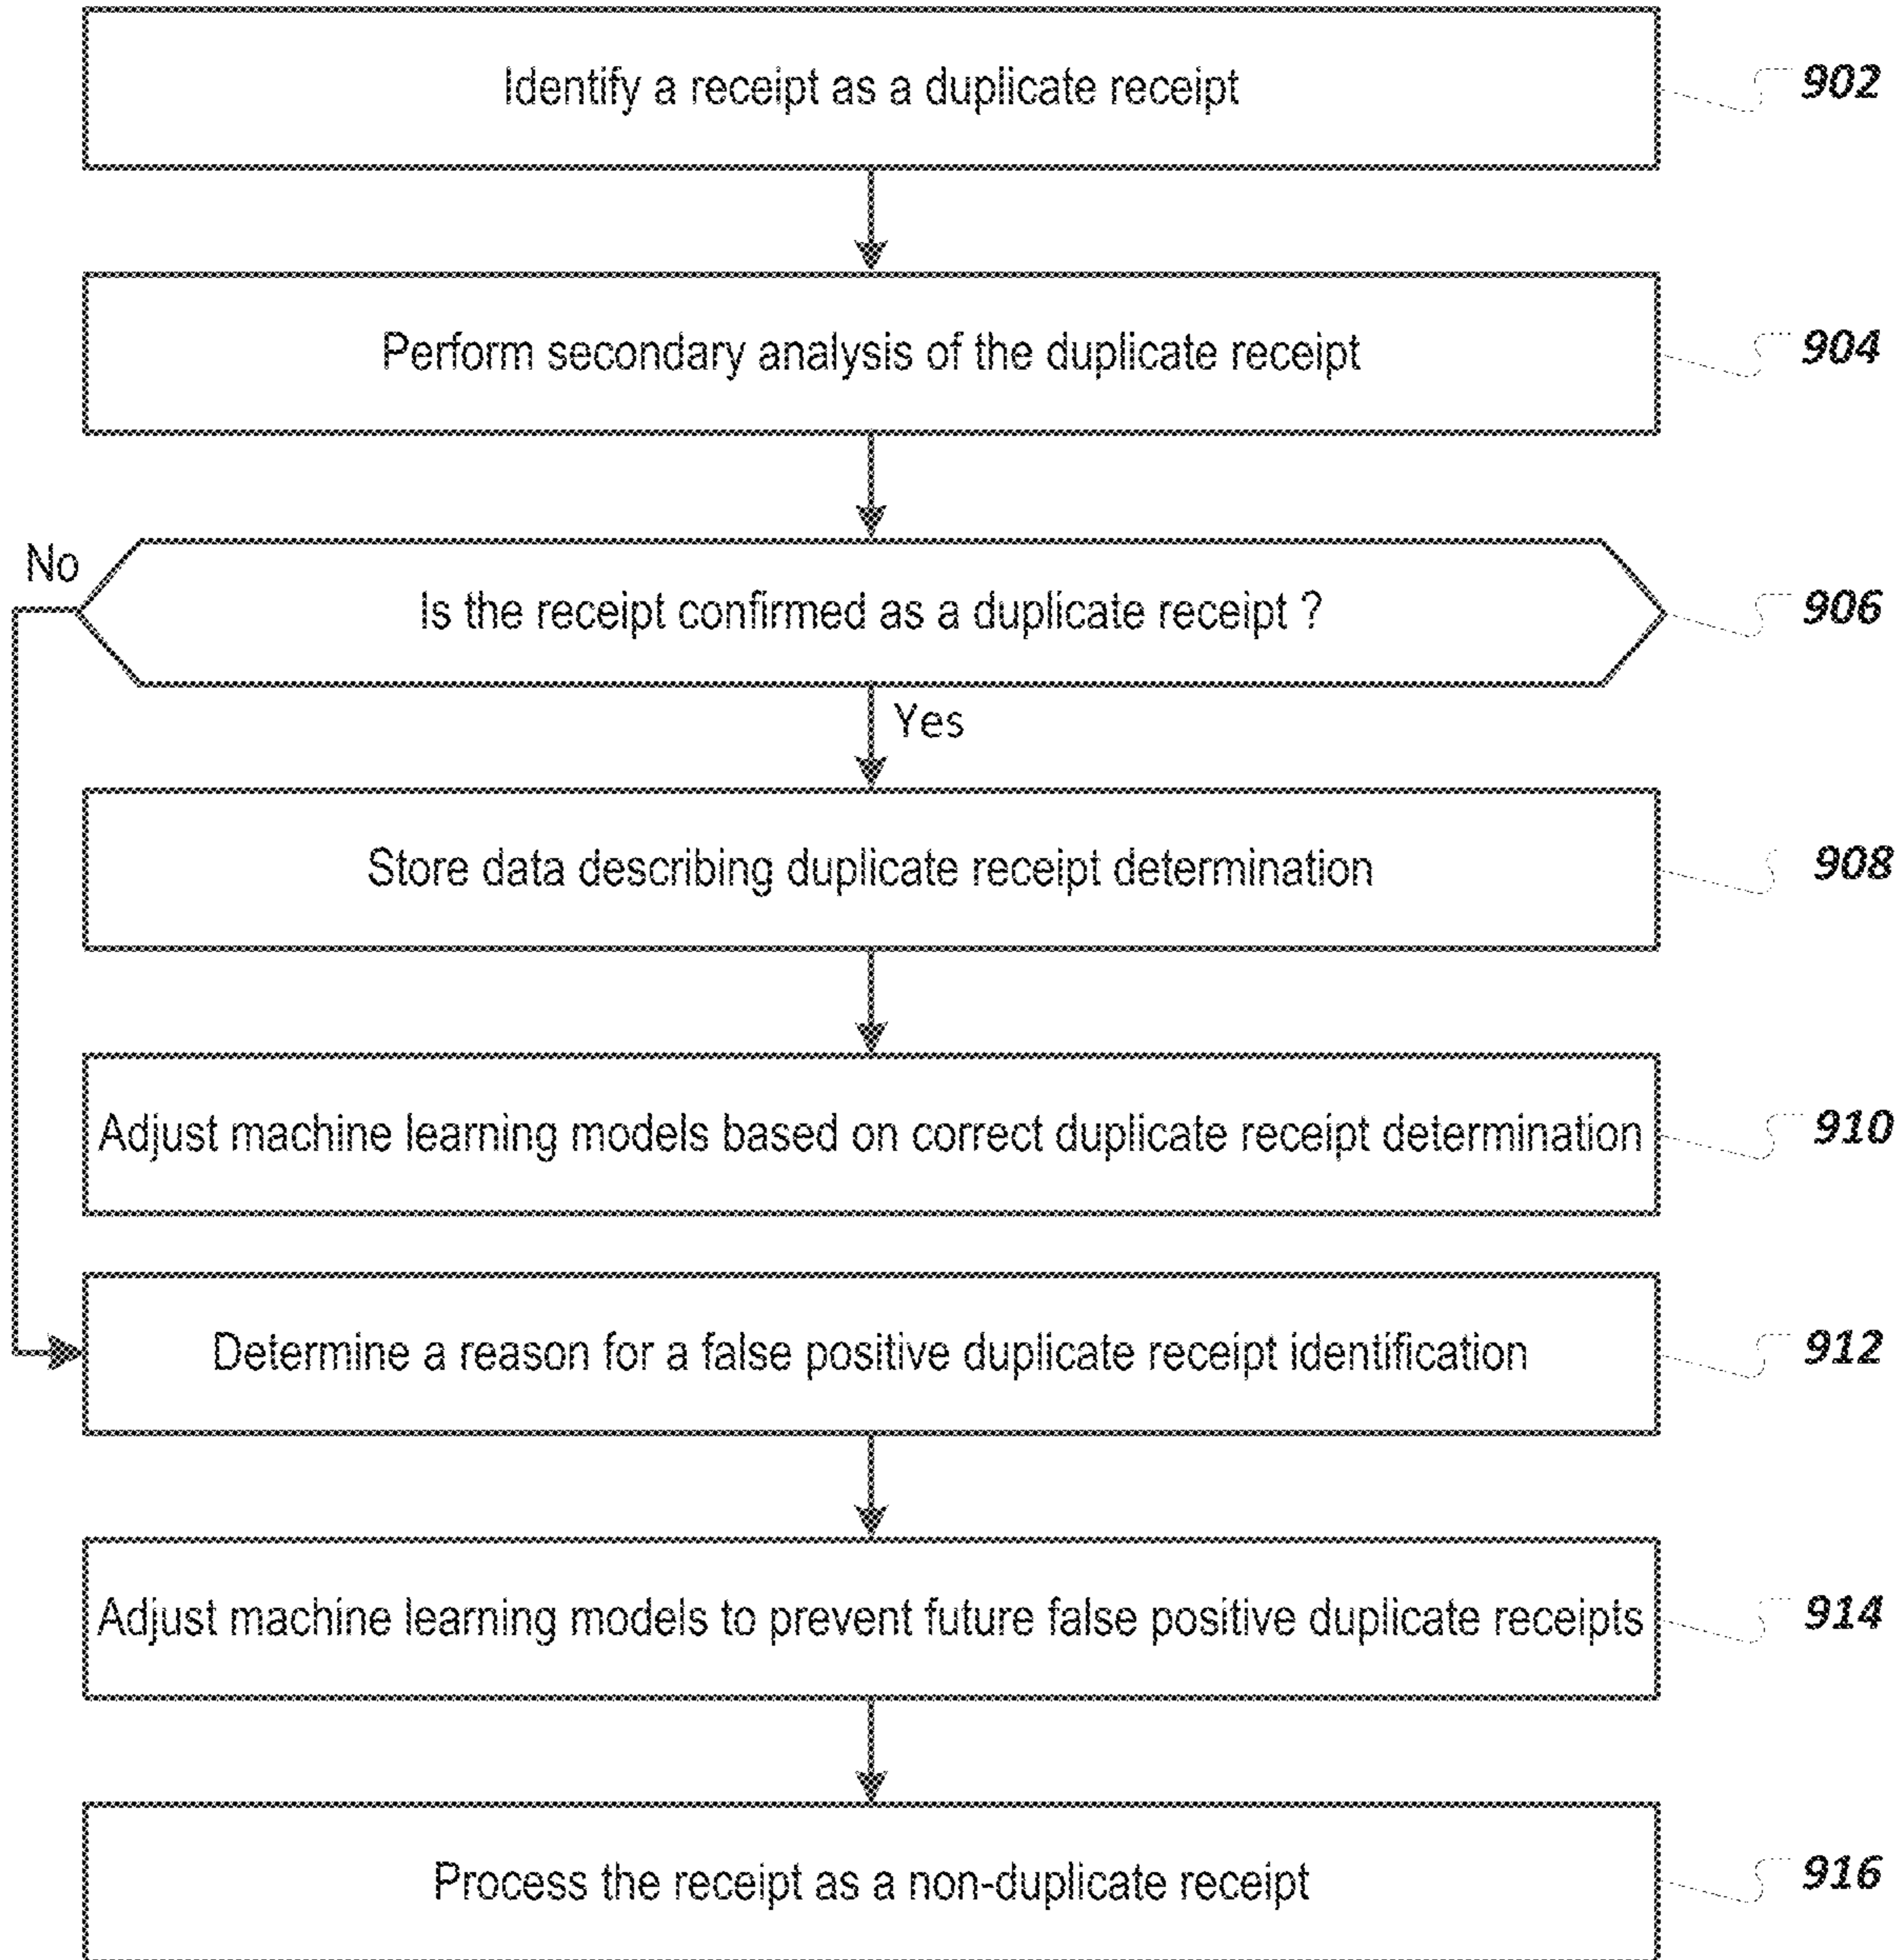 Identify a receipt as a duplicate receipt
902
Perform secondary analysis of the duplicate receipt
904
No
Is the receipt confirmed as a duplicate receipt ?
906
Yes
Store data describing duplicate receipt determination
908
Adjust machine learning models based on correct duplicate receipt determination
910
Determine a reason for a false positive duplicate receipt identification
912
Adjust machine learning models to prevent future false positive duplicate receipts
914
Process the receipt as a non-duplicate receipt
916